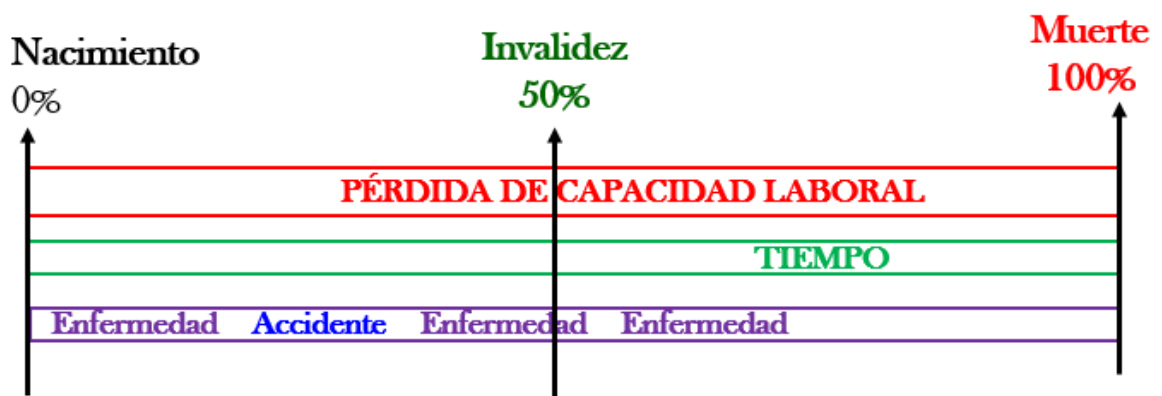 Nacimiento
0%
Invalidez
50%
Muerte
100%
PÉRDIDA DE CAPACIDAD LABORAL
TIEMPO
Enfermedad Accidente Enfermedad Enfermedad